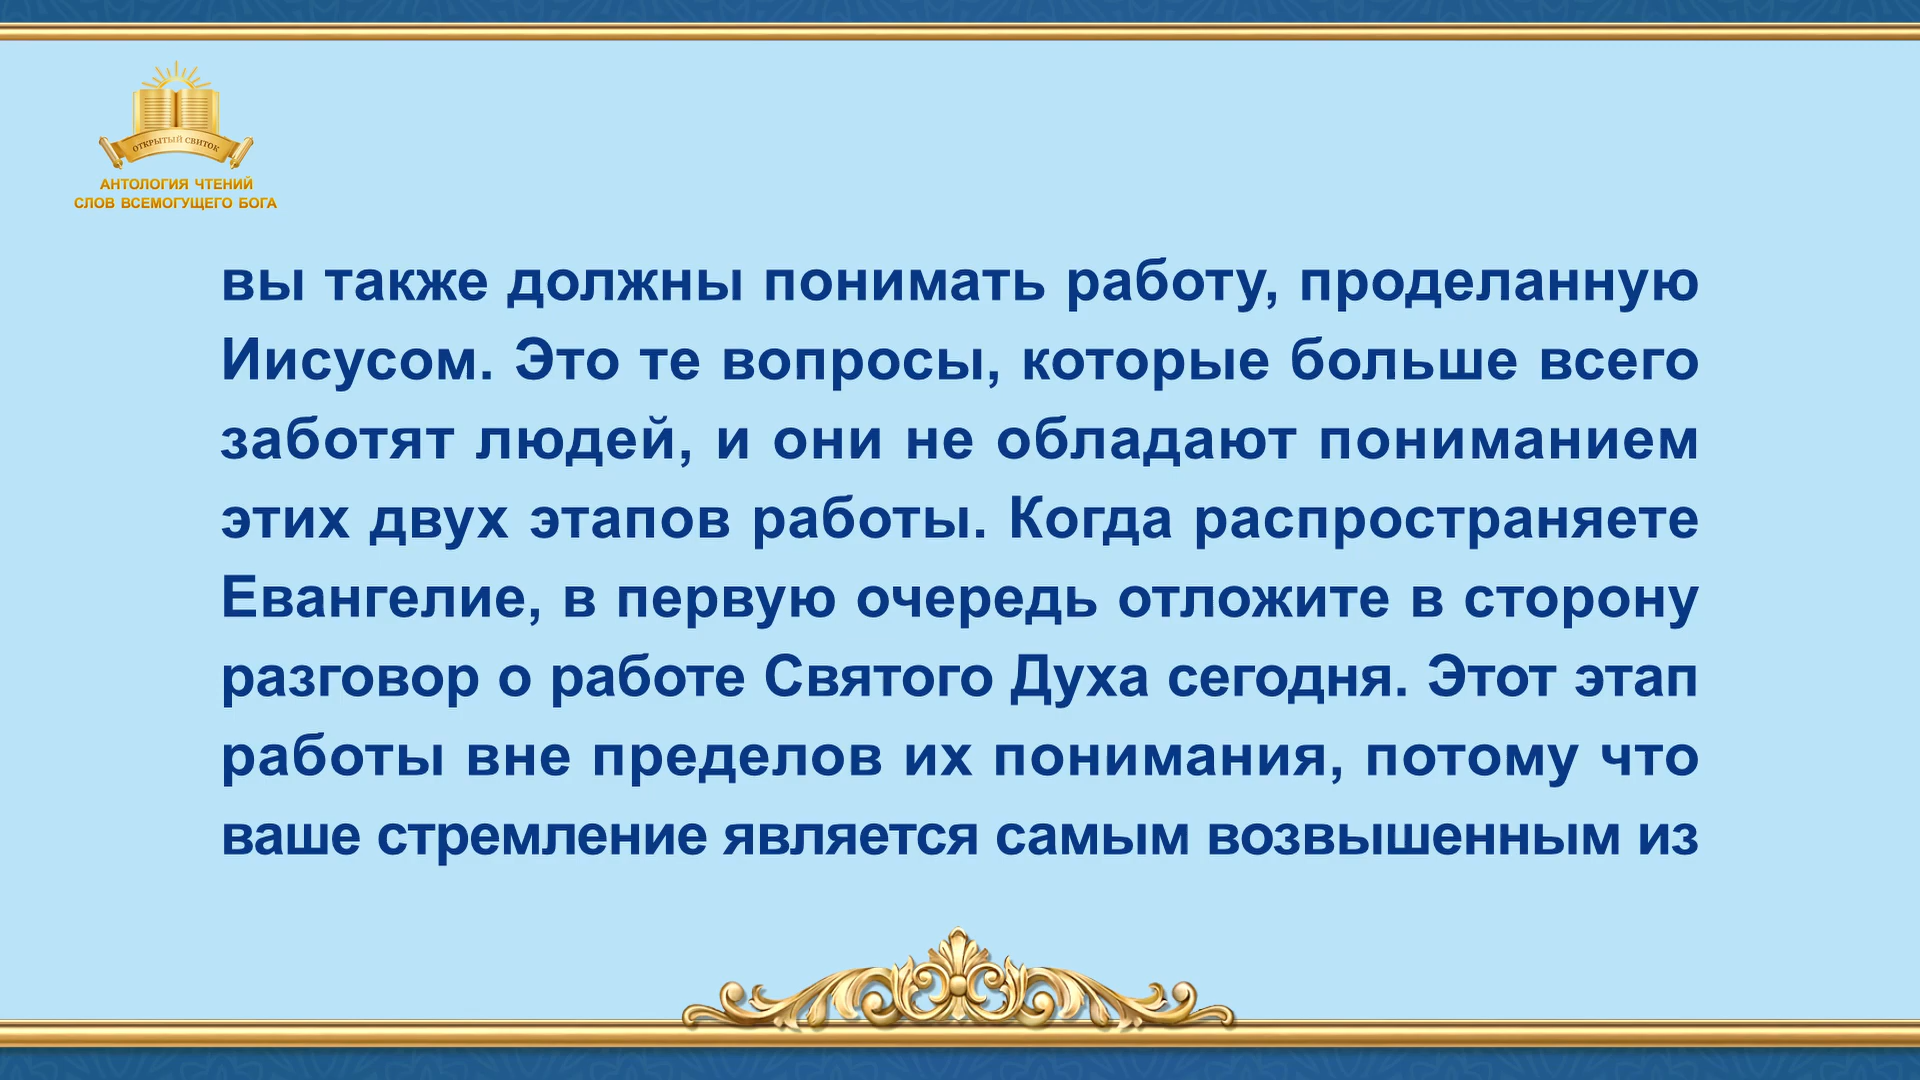 ОТКРЫТЫЙ СВИТОК
АНТОЛОГИЯ ЧТЕНИЙ
СЛОВ ВСЕМОГУЩЕГО БОГА
вы также должны понимать работу, проделанную
Иисусом. Это те вопросы, которые больше всего
заботят людей, и они не обладают пониманием
этих двух этапов работы. Когда распространяете
Евангелие, в первую очередь отложите в сторону
разговор о работе Святого Духа сегодня. Этот этап
работы вне пределов их понимания, потому что
ваше стремление является самым возвышенным из